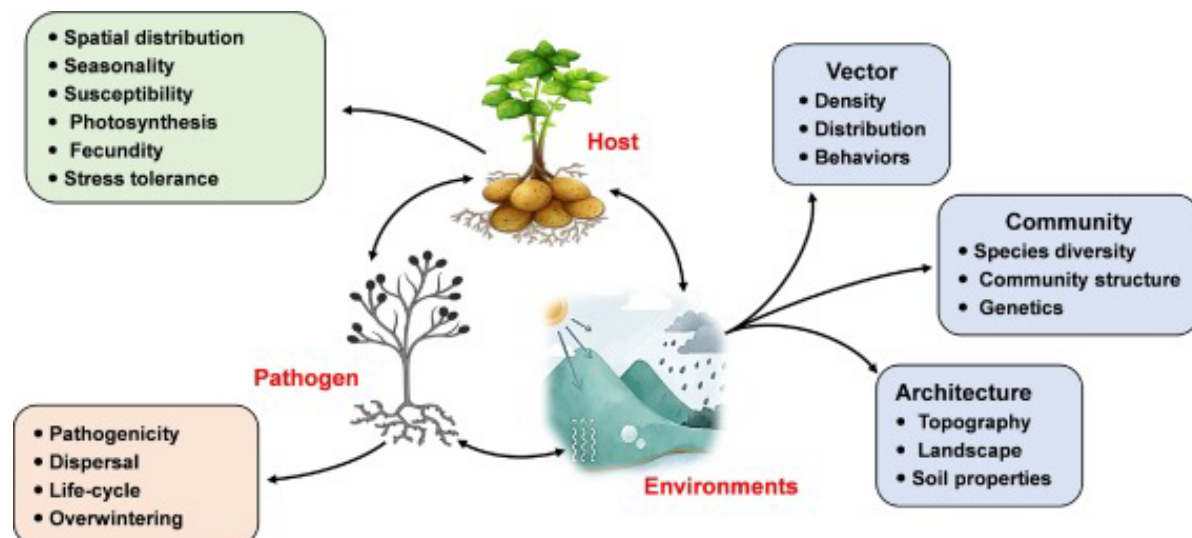 • Spatial distribution
• Seasonality
• Susceptibility
• Photosynthesis
• Fecundity
• Stress tolerance
Host
Vector
• Density
• Distribution
• Behaviors
Community
• Species diversity
• Community structure
• Genetics
Pathogen
• Pathogenicity
• Dispersal
• Life-cycle
• Overwintering
Environments
Architecture
• Topography
• Landscape
• Soil properties